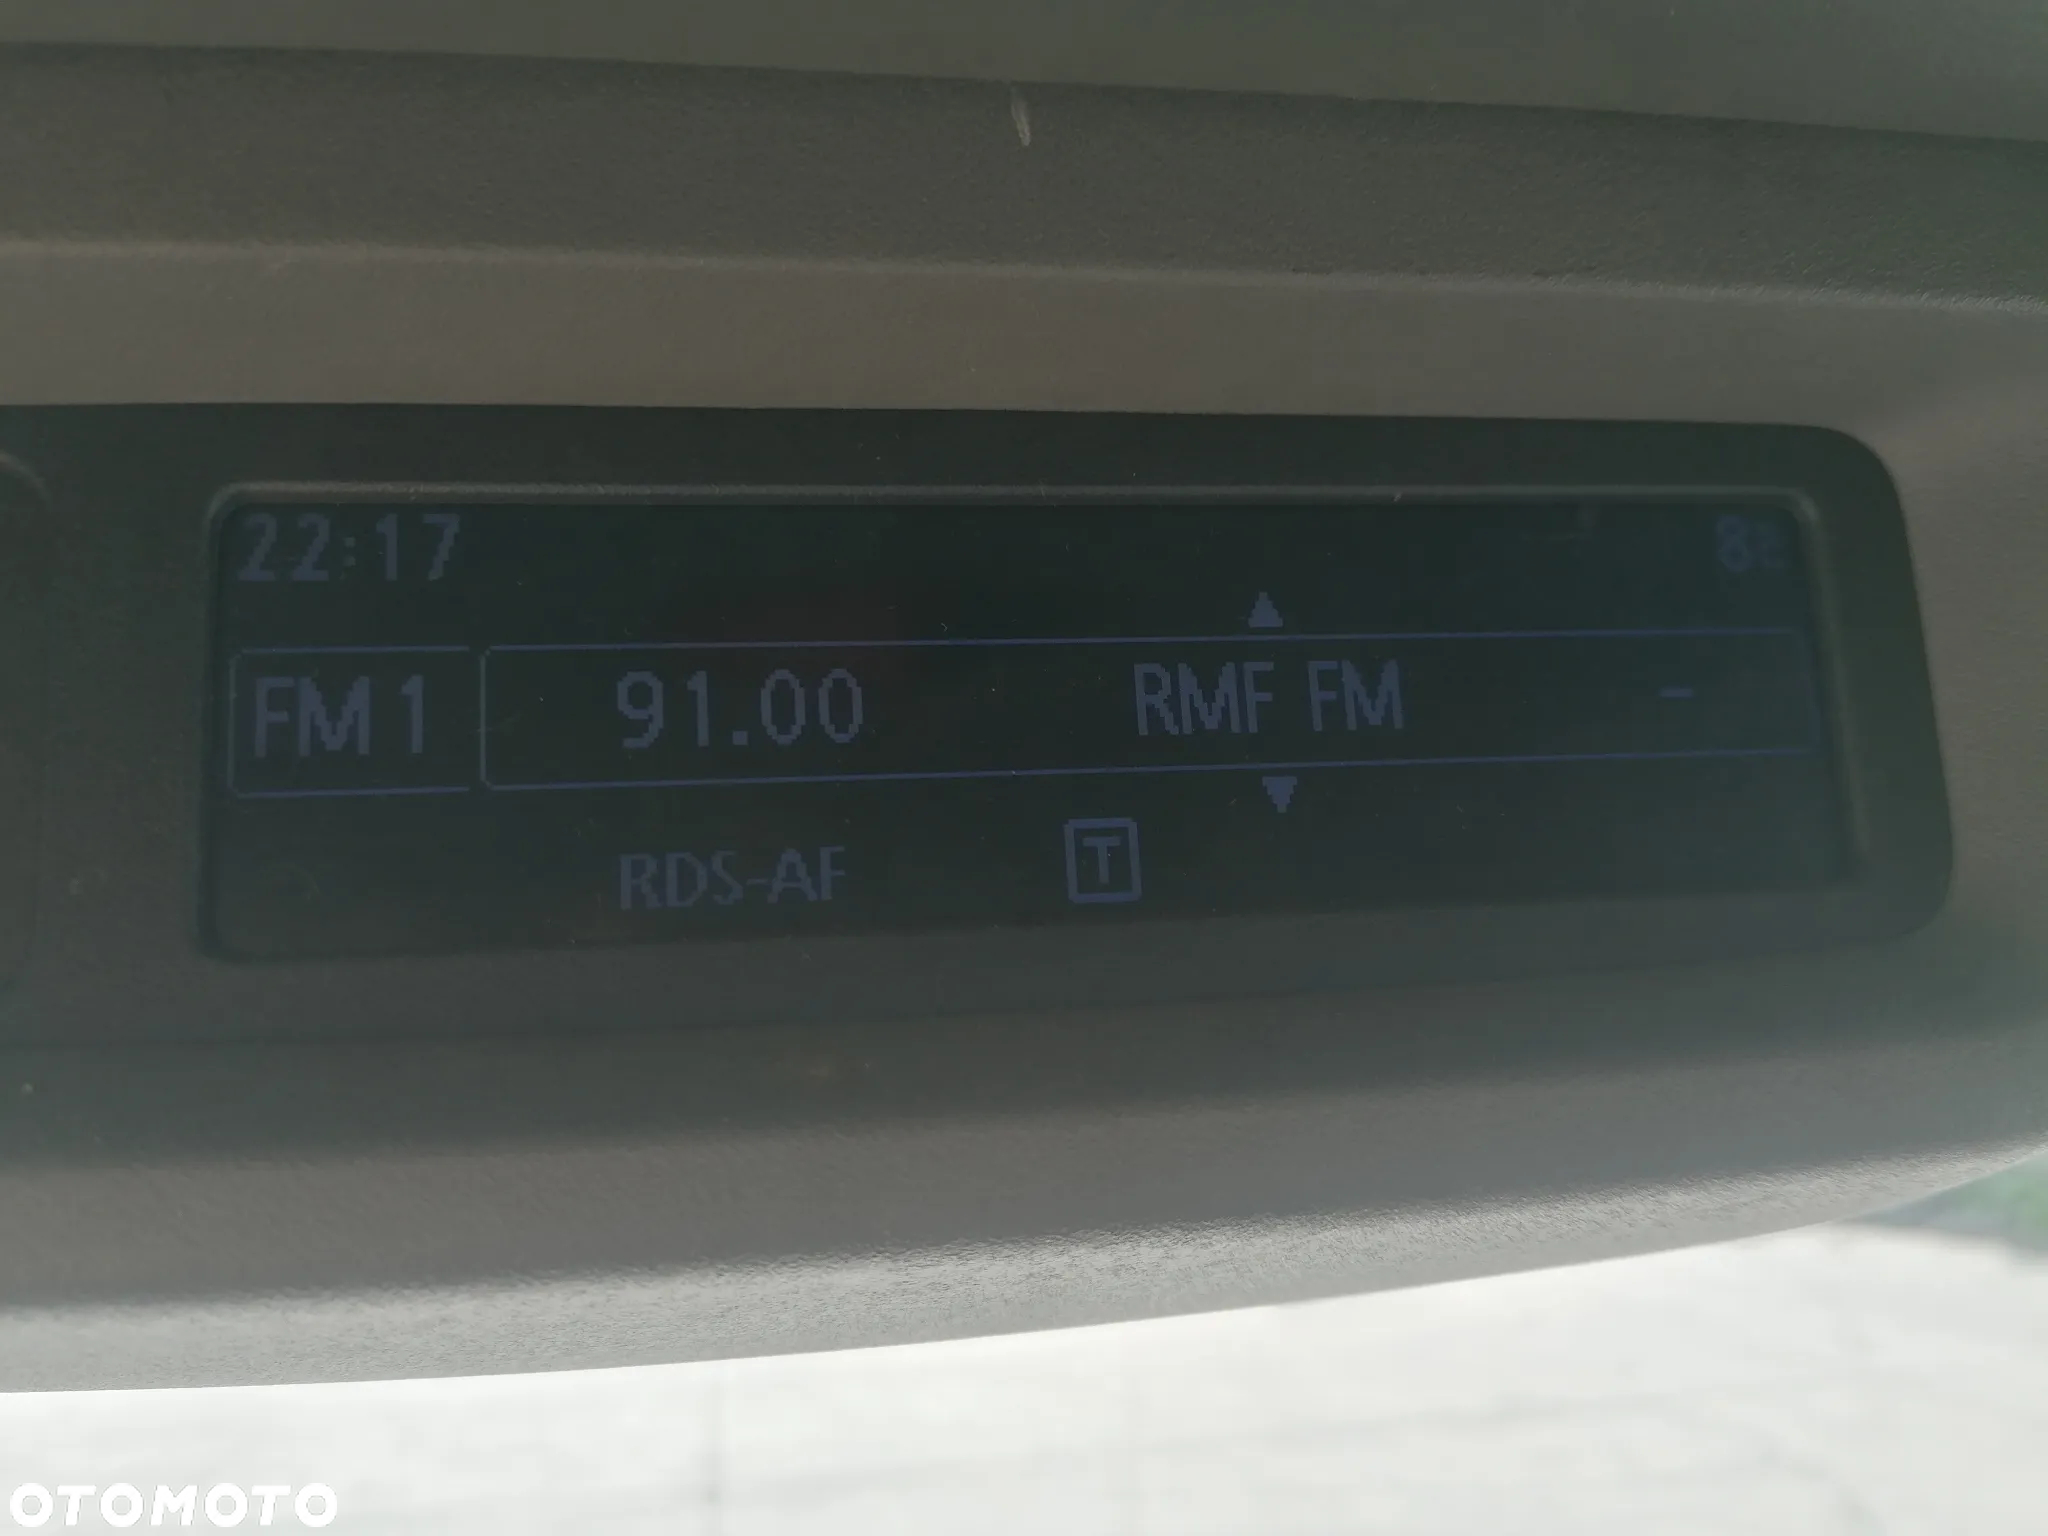 22:17
FM1 91.00 RMF FM -
RDS-AF T
OTOMOTO